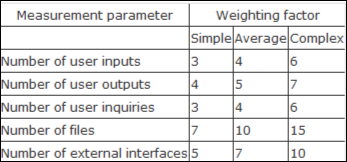 Measurement parameter Weighting factor
Simple Average Complex
Number of user inputs 3 4 6
Number of user outputs 4 5 7
Number of user inquiries 3 4 6
Number of files 7 10 15
Number of external interfaces 5 7 10